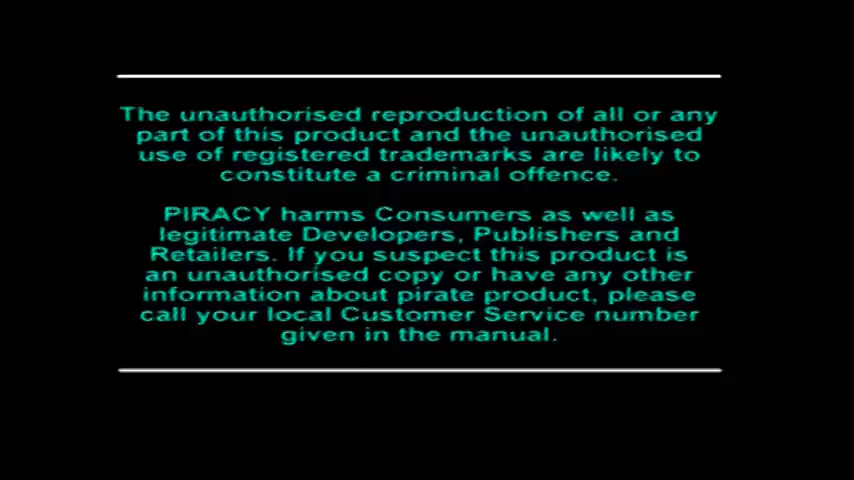 The unauthorised reproduction of all or any
part of this product and the unauthorised
use of registered trademarks are likely to
constitute a criminal offence.
PIRACY harms Consumers as well as
legitimate Developers, Publishers and
Retailers. If you suspect this product is
an unauthorised copy or have any other
information about pirate product, please
call your local Customer Service number
given in the manual.